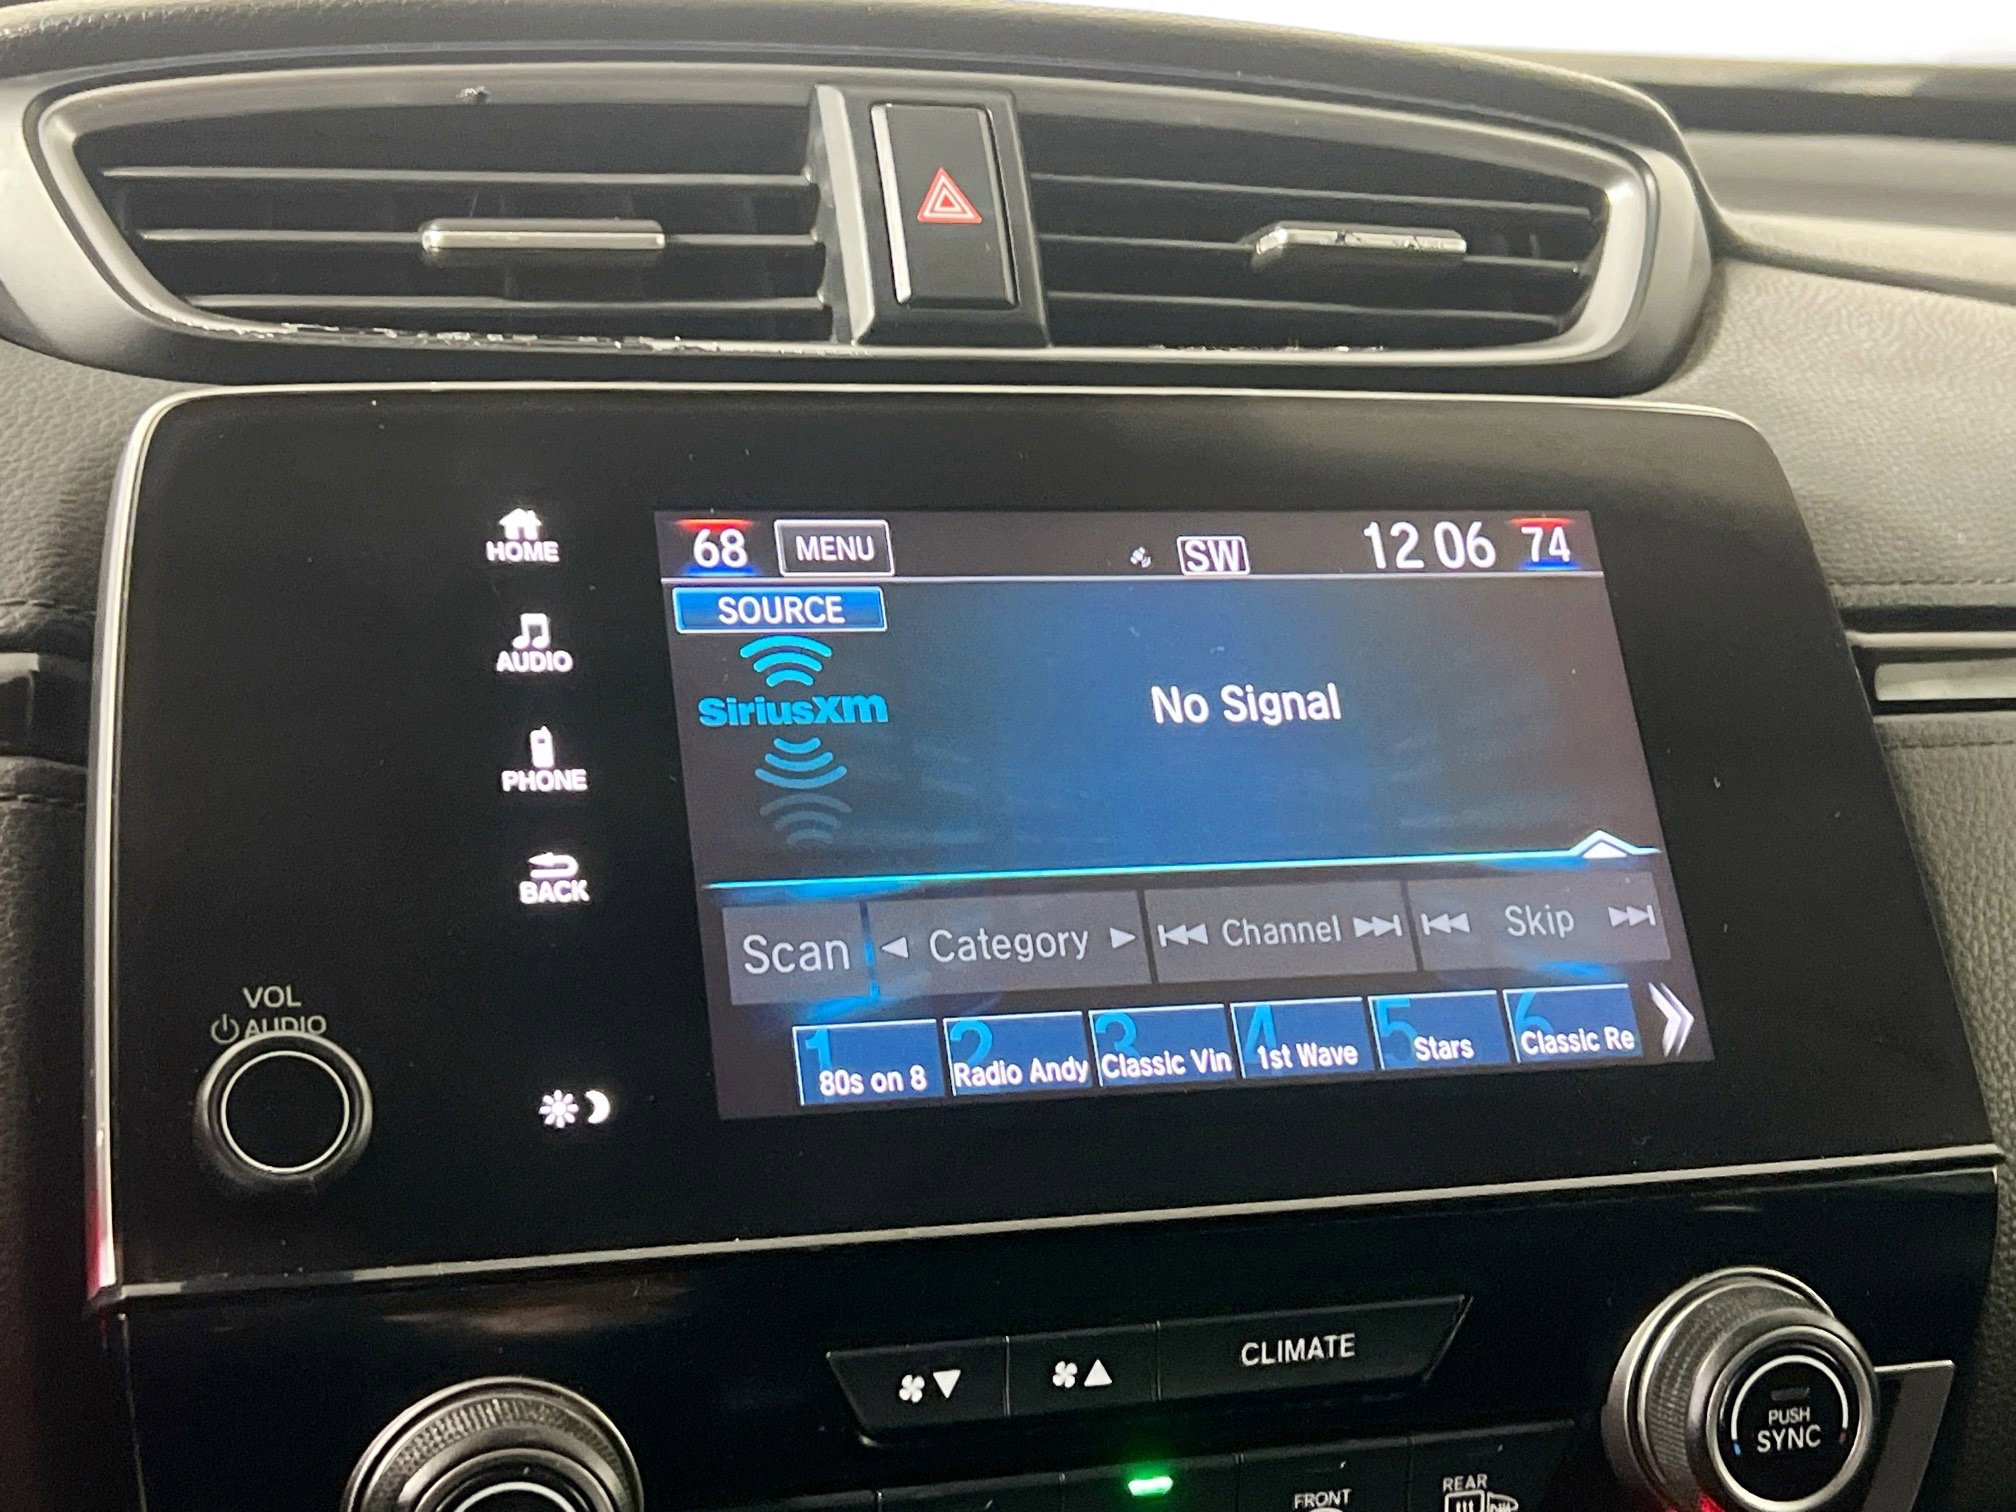 HOME
AUDIO
PHONE
BACK
VOL
AUDIO
68 MENU SW 12 06 74
SOURCE
SiriusXm
No Signal
Scan Category Channel Skip
1 80s on 8
2 Radio Andy
3 Classic Vin
4 1st Wave
5 Stars
6 Classic Re
CLIMATE
PUSH
SYNC
FRONT
REAR